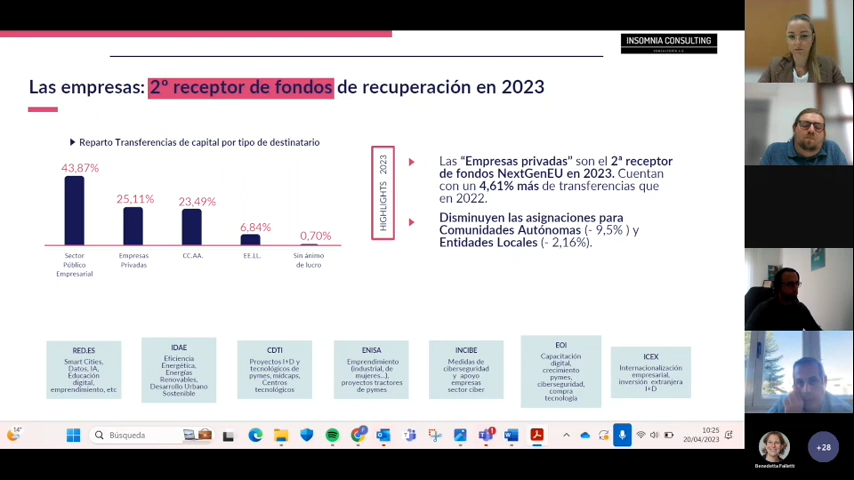 INSOMNIA CONSULTING
Las empresas: 2º receptor de fondos de recuperación en 2023
Reparto Transferencias de capital por tipo de destinatario
43,87%
25,11%
23,49%
6,84%
0,70%
Sector
Público
Empresarial
Empresas
Privadas
CC.AA.
EE.LL.
Sin ánimo
de lucro
HIGHLIGHTS 2023
Las “Empresas privadas” son el 2ª receptor
de fondos NextGenEU en 2023. Cuentan
con un 4,61% más de transferencias que
en 2022.
Disminuyen las asignaciones para
Comunidades Autónomas (- 9,5% ) y
Entidades Locales (- 2,16%).
RED.ES
Smart Cities,
Datos, IA,
Educación
digital,
emprendimiento, etc
IDAE
Eficiencia
Energética,
Energías
Renovables,
Desarrollo Urbano
Sostenible
CDTI
Proyectos I+D y
tecnológicos de
pymes, midcaps,
Centros
tecnológicos
ENISA
Emprendimiento
(industrial, de
mujeres...),
proyectos tractores
de pymes
INCIBE
Medidas de
ciberseguridad
y apoyo
empresas
sector ciber
EOI
Capacitación
digital,
crecimiento
pymes,
ciberseguridad,
compra
tecnología
ICEX
Internacionalización
empresarial,
inversión extranjera
I+D
14°
Búsqueda
10:25
20/04/2023
Benedetta Falletti
+28